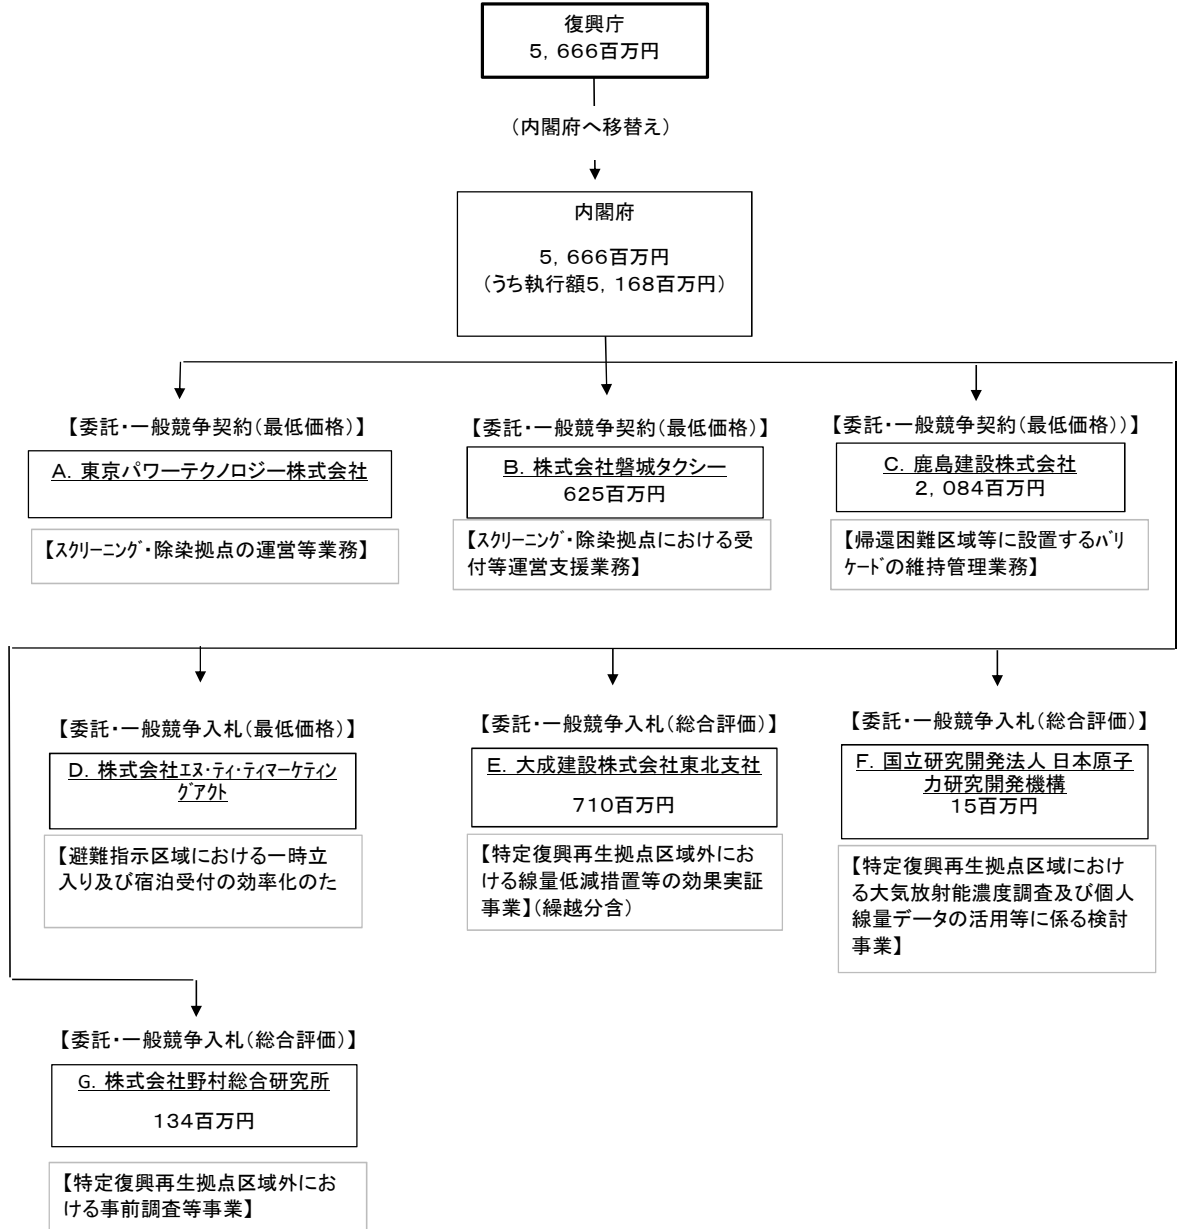 復興庁
5，666百万円
(内閣府へ移替え)
内閣府
5，666百万円
(うち執行額5，168百万円)
【委託・一般競争契約(最低価格)】
A．東京パワーテクノロジー株式会社
【ｽｸﾘｰﾆﾝｸﾞ・除染拠点の運営等業務】
【委託・一般競争契約(最低価格)】
B．株式会社磐城タクシー
625百万円
【ｽｸﾘｰﾆﾝｸﾞ・除染拠点における受
付等運営支援業務】
【委託・一般競争契約(最低価格))】
C．鹿島建設株式会社
2，084百万円
【帰還困難区域等に設置するﾊﾞﾘ
ｹｰﾄﾞの維持管理業務】
【委託・一般競争入札(最低価格)】
D．株式会社ｴﾇ・ﾃｨ・ﾃｨﾏｰｹﾃｨﾝ
ｸﾞｱｸﾄ
【避難指示区域における一時立
入り及び宿泊受付の効率化のた
【委託・一般競争入札(総合評価)】
E．大成建設株式会社東北支社
710百万円
【特定復興再生拠点区域外にお
ける線量低減措置等の効果実証
事業】(繰越分含)
【委託・一般競争入札(総合評価)】
F．国立研究開発法人 日本原子
力研究開発機構
15百万円
【特定復興再生拠点区域におけ
る大気放射能濃度調査及び個人
線量データの活用等に係る検討
事業】
【委託・一般競争入札(総合評価)】
G．株式会社野村総合研究所
134百万円
【特定復興再生拠点区域外にお
ける事前調査等事業】